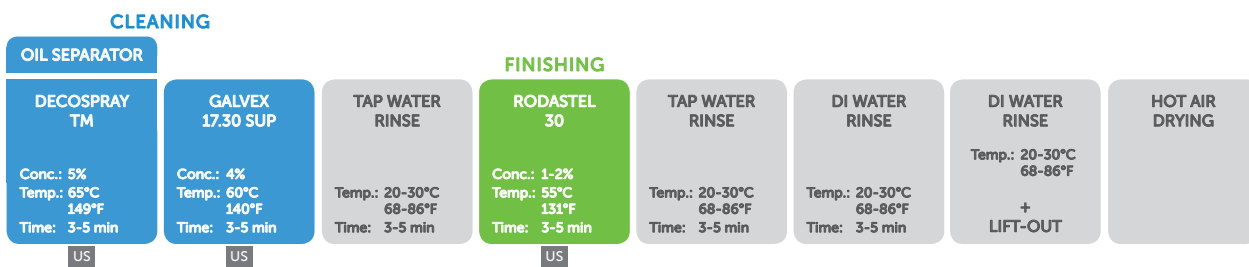 CLEANING
OIL SEPARATOR
DECOSPRAY
TM
Conc.: 5%
Temp.: 65°C
149°F
Time: 3-5 min
US
GALVEX
17.30 SUP
Conc.: 4%
Temp.: 60°C
140°F
Time: 3-5 min
US
TAP WATER
RINSE
Temp.: 20-30°C
68-86°F
Time: 3-5 min
FINISHING
RODASTEL
30
Conc.: 1-2%
Temp.: 55°C
131°F
Time: 3-5 min
US
TAP WATER
RINSE
Temp.: 20-30°C
68-86°F
Time: 3-5 min
DI WATER
RINSE
Temp.: 20-30°C
68-86°F
Time: 3-5 min
DI WATER
RINSE
Temp.: 20-30°C
68-86°F
+
LIFT-OUT
HOT AIR
DRYING